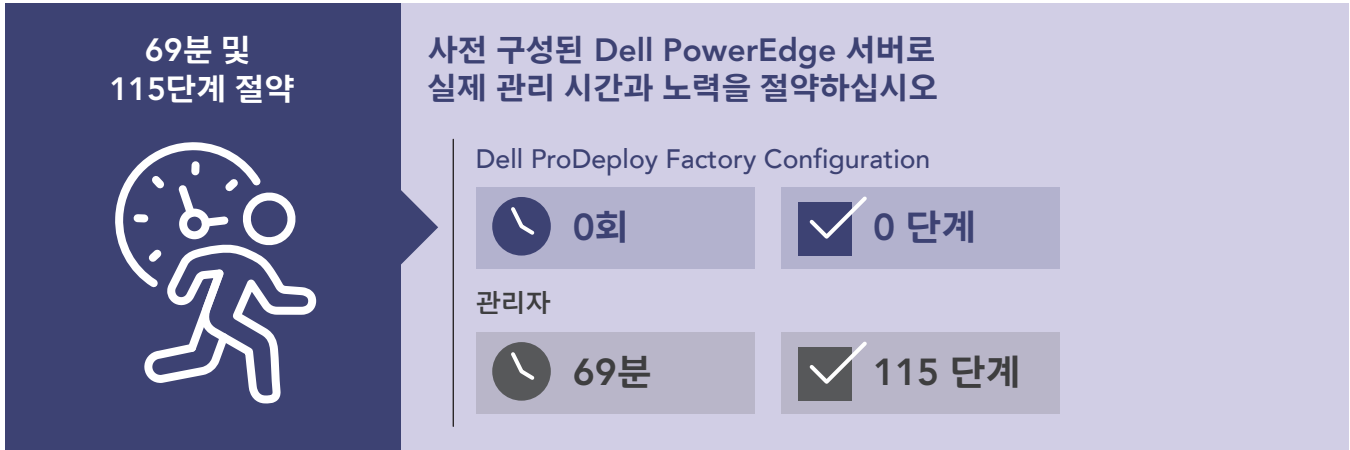 69분 및
115단계 절약
사전 구성된 Dell PowerEdge 서버로
실제 관리 시간과 노력을 절약하십시오
Dell ProDeploy Factory Configuration
0회
0 단계
관리자
69분
115 단계